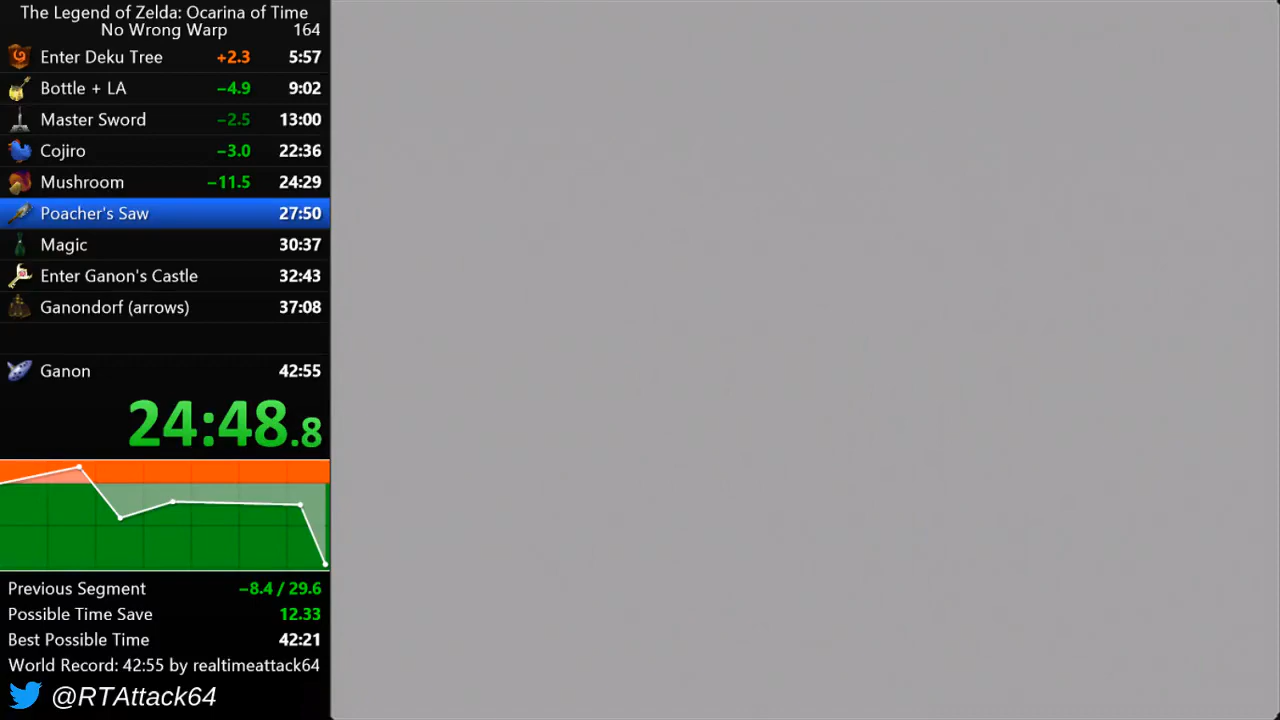 The Legend of Zelda: Ocarina of Time
No Wrong Warp 164
Enter Deku Tree +2.3 5:57
Bottle + LA −4.9 9:02
Master Sword −2.5 13:00
Cojiro −3.0 22:36
Mushroom −11.5 24:29
Poacher's Saw 27:50
Magic 30:37
Enter Ganon's Castle 32:43
Ganondorf (arrows) 37:08
Ganon 42:55
24:48.8
Previous Segment −8.4 / 29.6
Possible Time Save 12.33
Best Possible Time 42:21
World Record: 42:55 by realtimeattack64
@RTAttack64